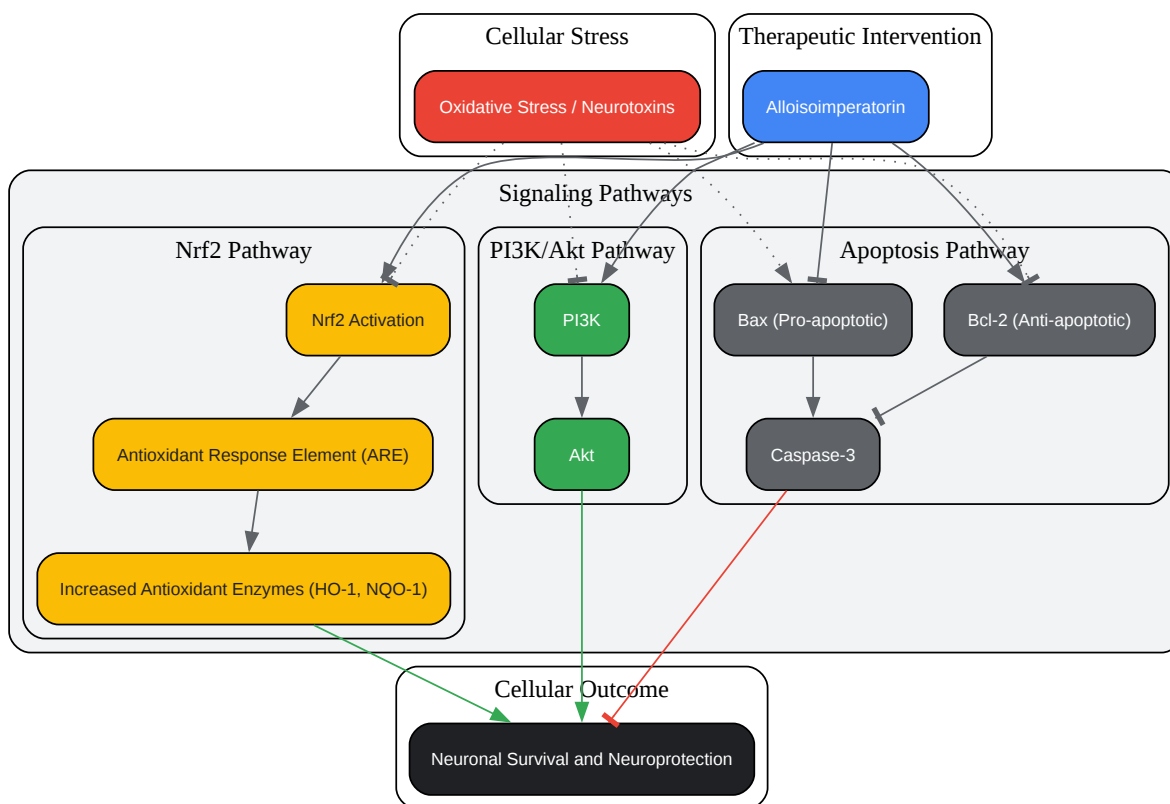 Cellular Stress
Therapeutic Intervention
Oxidative Stress / Neurotoxins
Alloisoimperatorin
Signaling Pathways
Nrf2 Pathway
PI3K/Akt Pathway
Apoptosis Pathway
Nrf2 Activation
PI3K
Bax (Pro-apoptotic)
Bcl-2 (Anti-apoptotic)
Antioxidant Response Element (ARE)
Akt
Caspase-3
Increased Antioxidant Enzymes (HO-1, NQO-1)
Cellular Outcome
Neuronal Survival and Neuroprotection